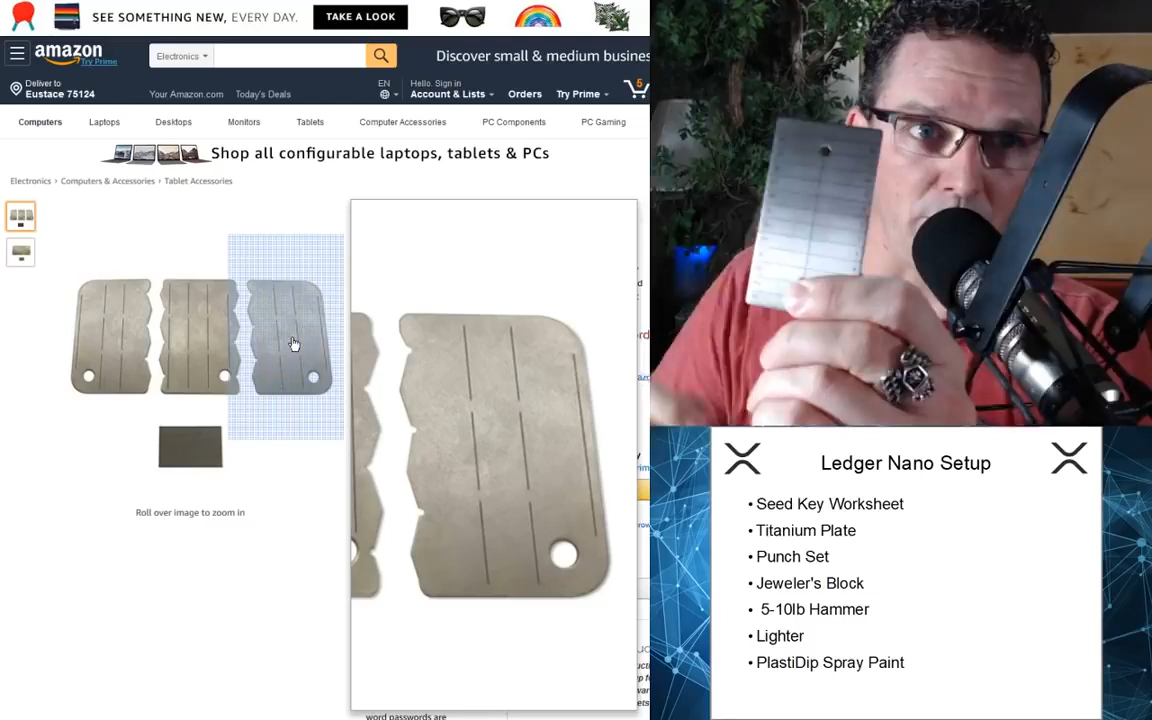 SEE SOMETHING NEW, EVERY DAY. TAKE A LOOK
amazon
Try Prime
Electronics
Discover small & medium busines
Deliver to
Eustace 75124
Your Amazon.com
Today's Deals
EN
Hello. Sign in
Account & Lists
Orders
Try Prime
5
Computers
Laptops
Desktops
Monitors
Tablets
Computer Accessories
PC Components
PC Gaming
Shop all configurable laptops, tablets & PCs
Electronics › Computers & Accessories › Tablet Accessories
Roll over image to zoom in
word passwords are
Ledger Nano Setup
• Seed Key Worksheet
• Titanium Plate
• Punch Set
• Jeweler's Block
• 5-10lb Hammer
• Lighter
• PlastiDip Spray Paint